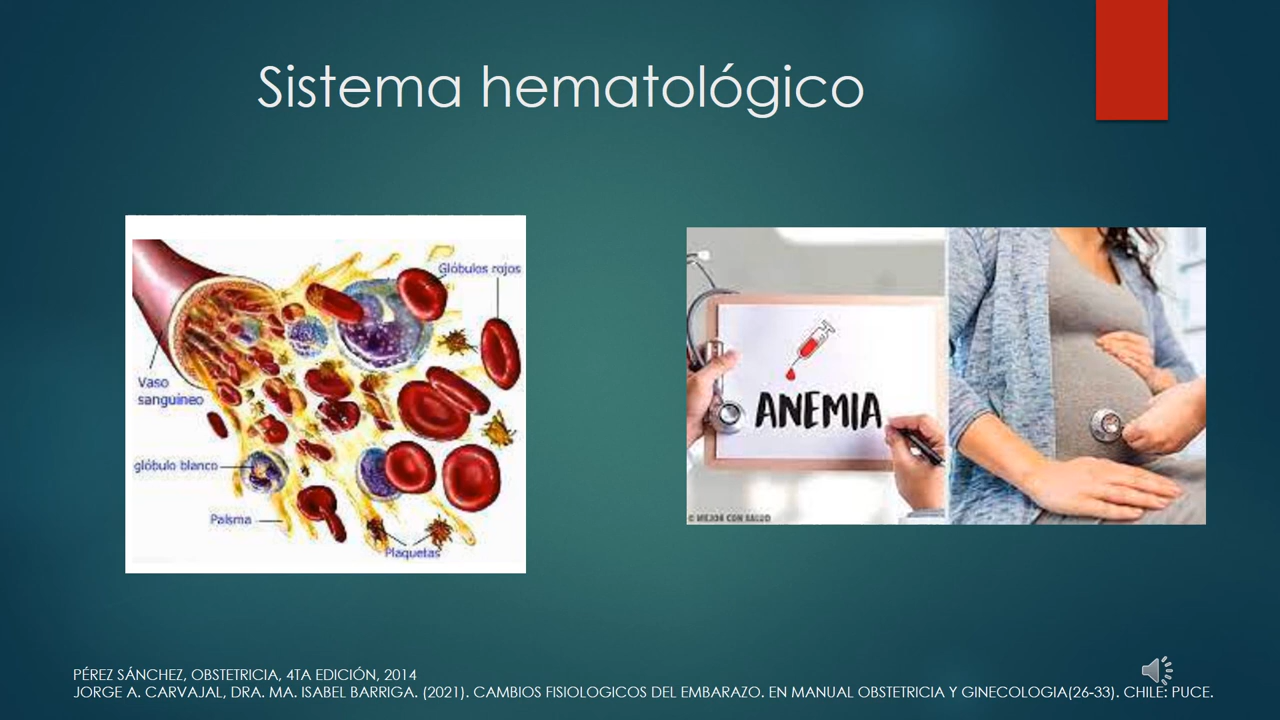 Sistema hematológico
Glóbulos rojos
Vaso
sanguineo
glóbulo blanco
Palsma
Plaquetas
ANEMIA
© MEJOR CON SALUD
PÉREZ SÁNCHEZ, OBSTETRICIA, 4TA EDICIÓN, 2014
JORGE A. CARVAJAL, DRA. MA. ISABEL BARRIGA. (2021). CAMBIOS FISIOLOGICOS DEL EMBARAZO. EN MANUAL OBSTETRICIA Y GINECOLOGIA(26-33). CHILE: PUCE.